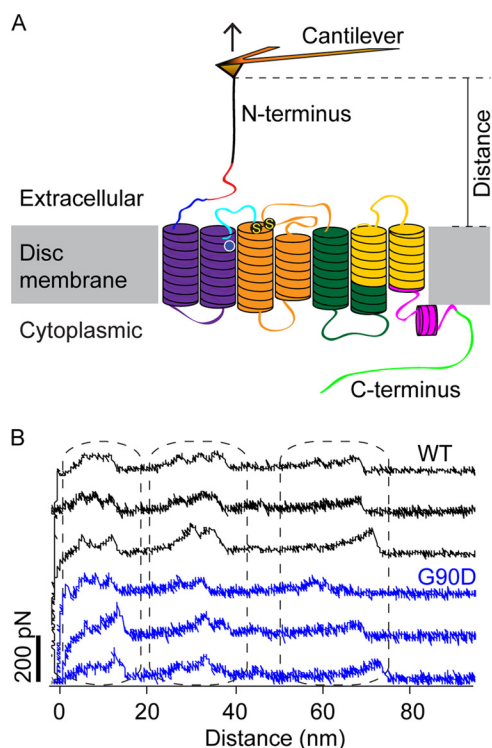 A
Cantilever
N-terminus
Distance
Extracellular
S S
Disc
membrane
Cytoplasmic
C-terminus
B
WT
G90D
200 pN
0 20 40 60 80
Distance (nm)